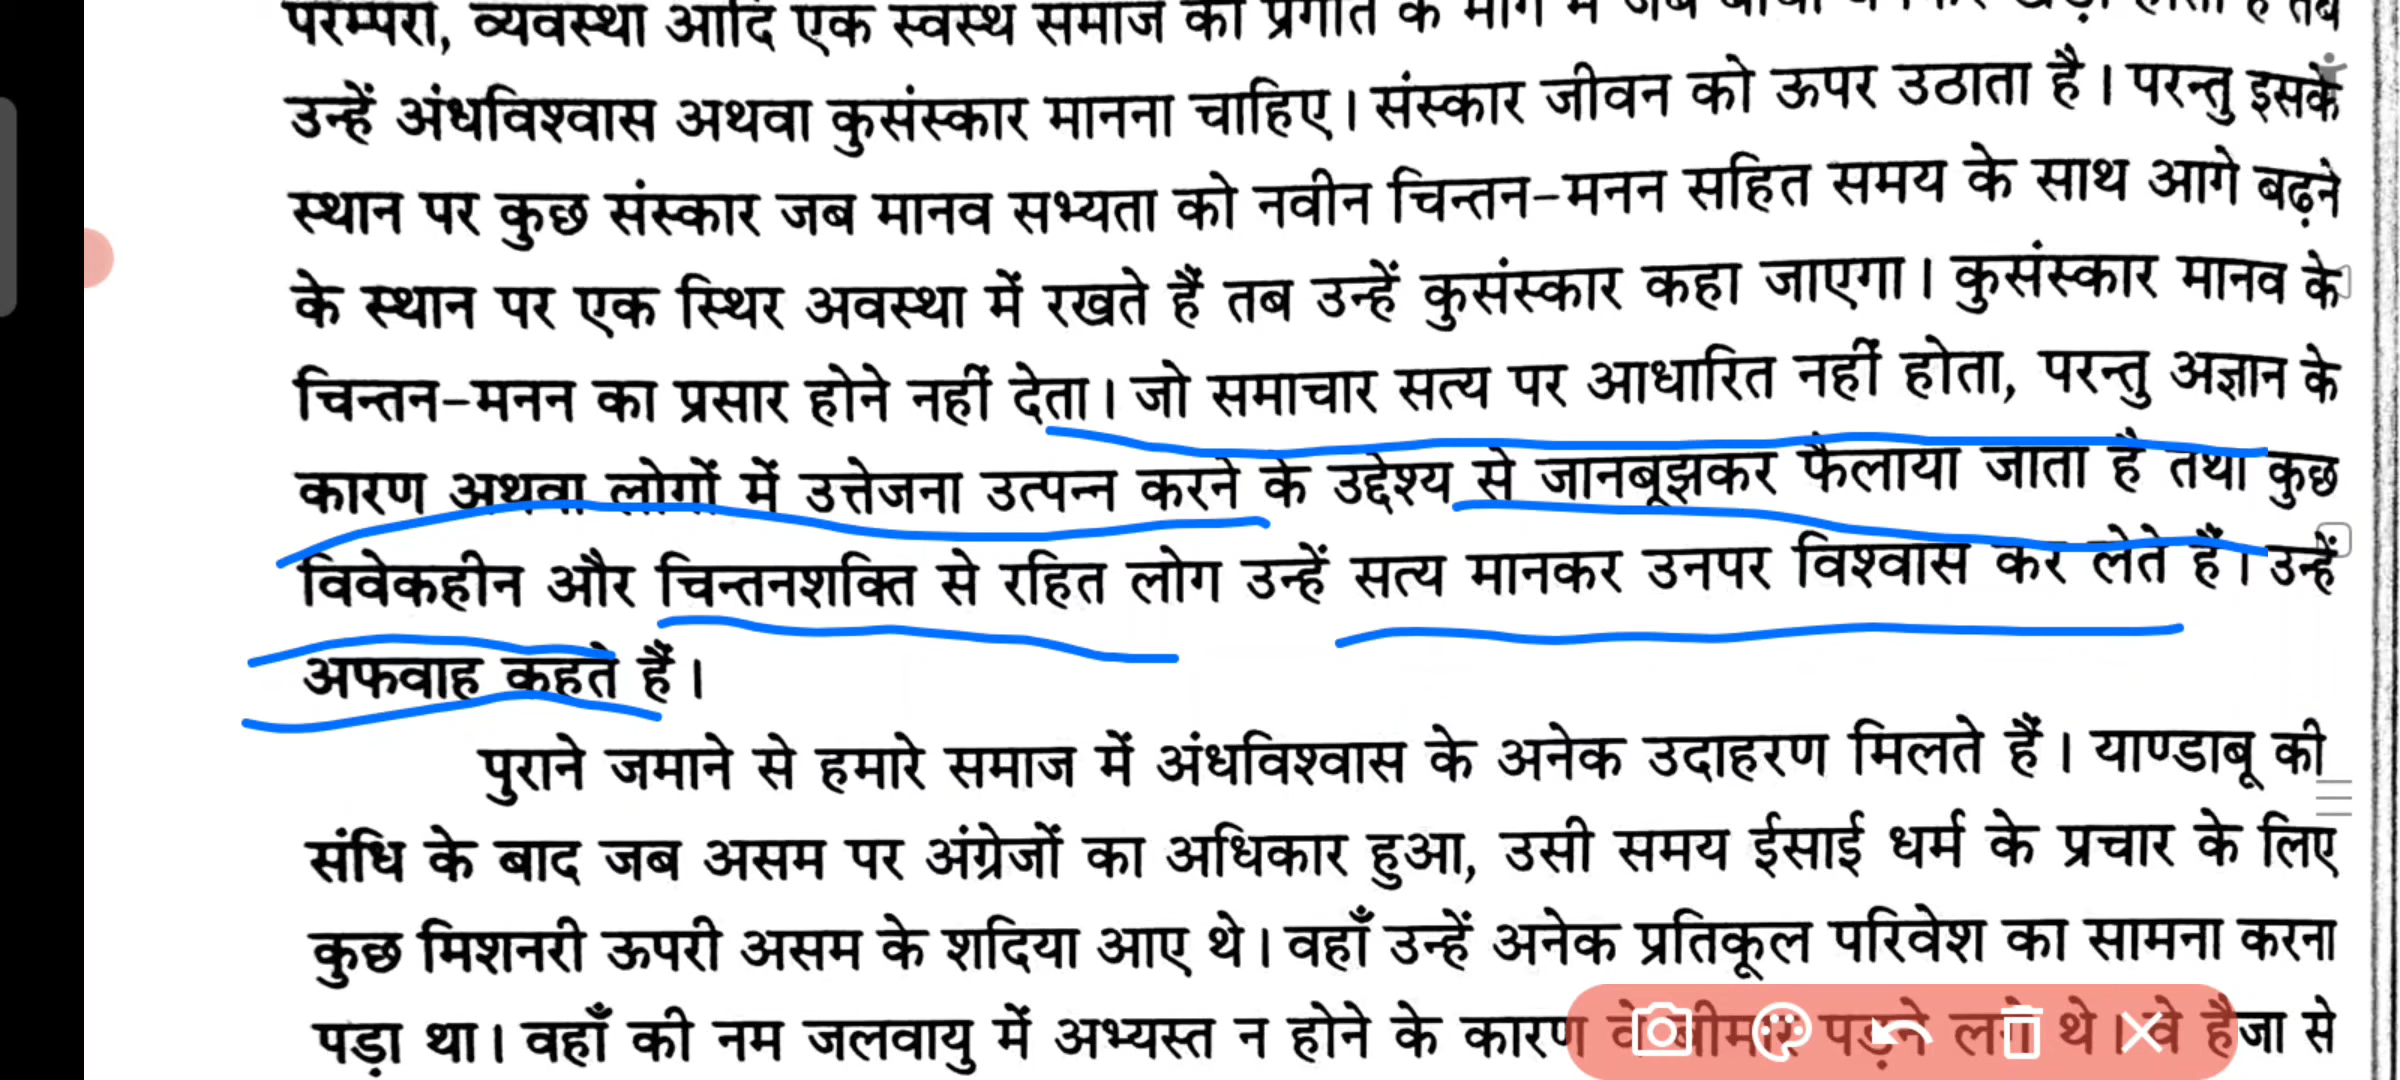 परम्परा, व्यवस्था आदि एक स्वस्थ समाज की प्रगति के मार्ग में जब है तब
उन्हें अंधविश्वास अथवा कुसंस्कार मानना चाहिए। संस्कार जीवन को ऊपर उठाता है। परन्तु इसके
स्थान पर कुछ संस्कार जब मानव सभ्यता को नवीन चिन्तन-मनन सहित समय के साथ आगे बढ़ने
के स्थान पर एक स्थिर अवस्था में रखते हैं तब उन्हें कुसंस्कार कहा जाएगा। कुसंस्कार मानव के
चिन्तन-मनन का प्रसार होने नहीं देता। जो समाचार सत्य पर आधारित नहीं होता, परन्तु अज्ञान के
कारण अथवा लोगों में उत्तेजना उत्पन्न करने के उद्देश्य से जानबूझकर फैलाया जाता है तथा कुछ
विवेकहीन और चिन्तनशक्ति से रहित लोग उन्हें सत्य मानकर उनपर विश्वास कर लेते हैं। उन्हें
अफवाह कहते हैं।
पुराने जमाने से हमारे समाज में अंधविश्वास के अनेक उदाहरण मिलते हैं। याण्डाबू की
संधि के बाद जब असम पर अंग्रेजों का अधिकार हुआ, उसी समय ईसाई धर्म के प्रचार के लिए
कुछ मिशनरी ऊपरी असम के शदिया आए थे। वहाँ उन्हें अनेक प्रतिकूल परिवेश का सामना करना
पड़ा था। वहाँ की नम जलवायु में अभ्यस्त न होने के कारण वे बीमार पड़ने लगे थे। वे हैजा से